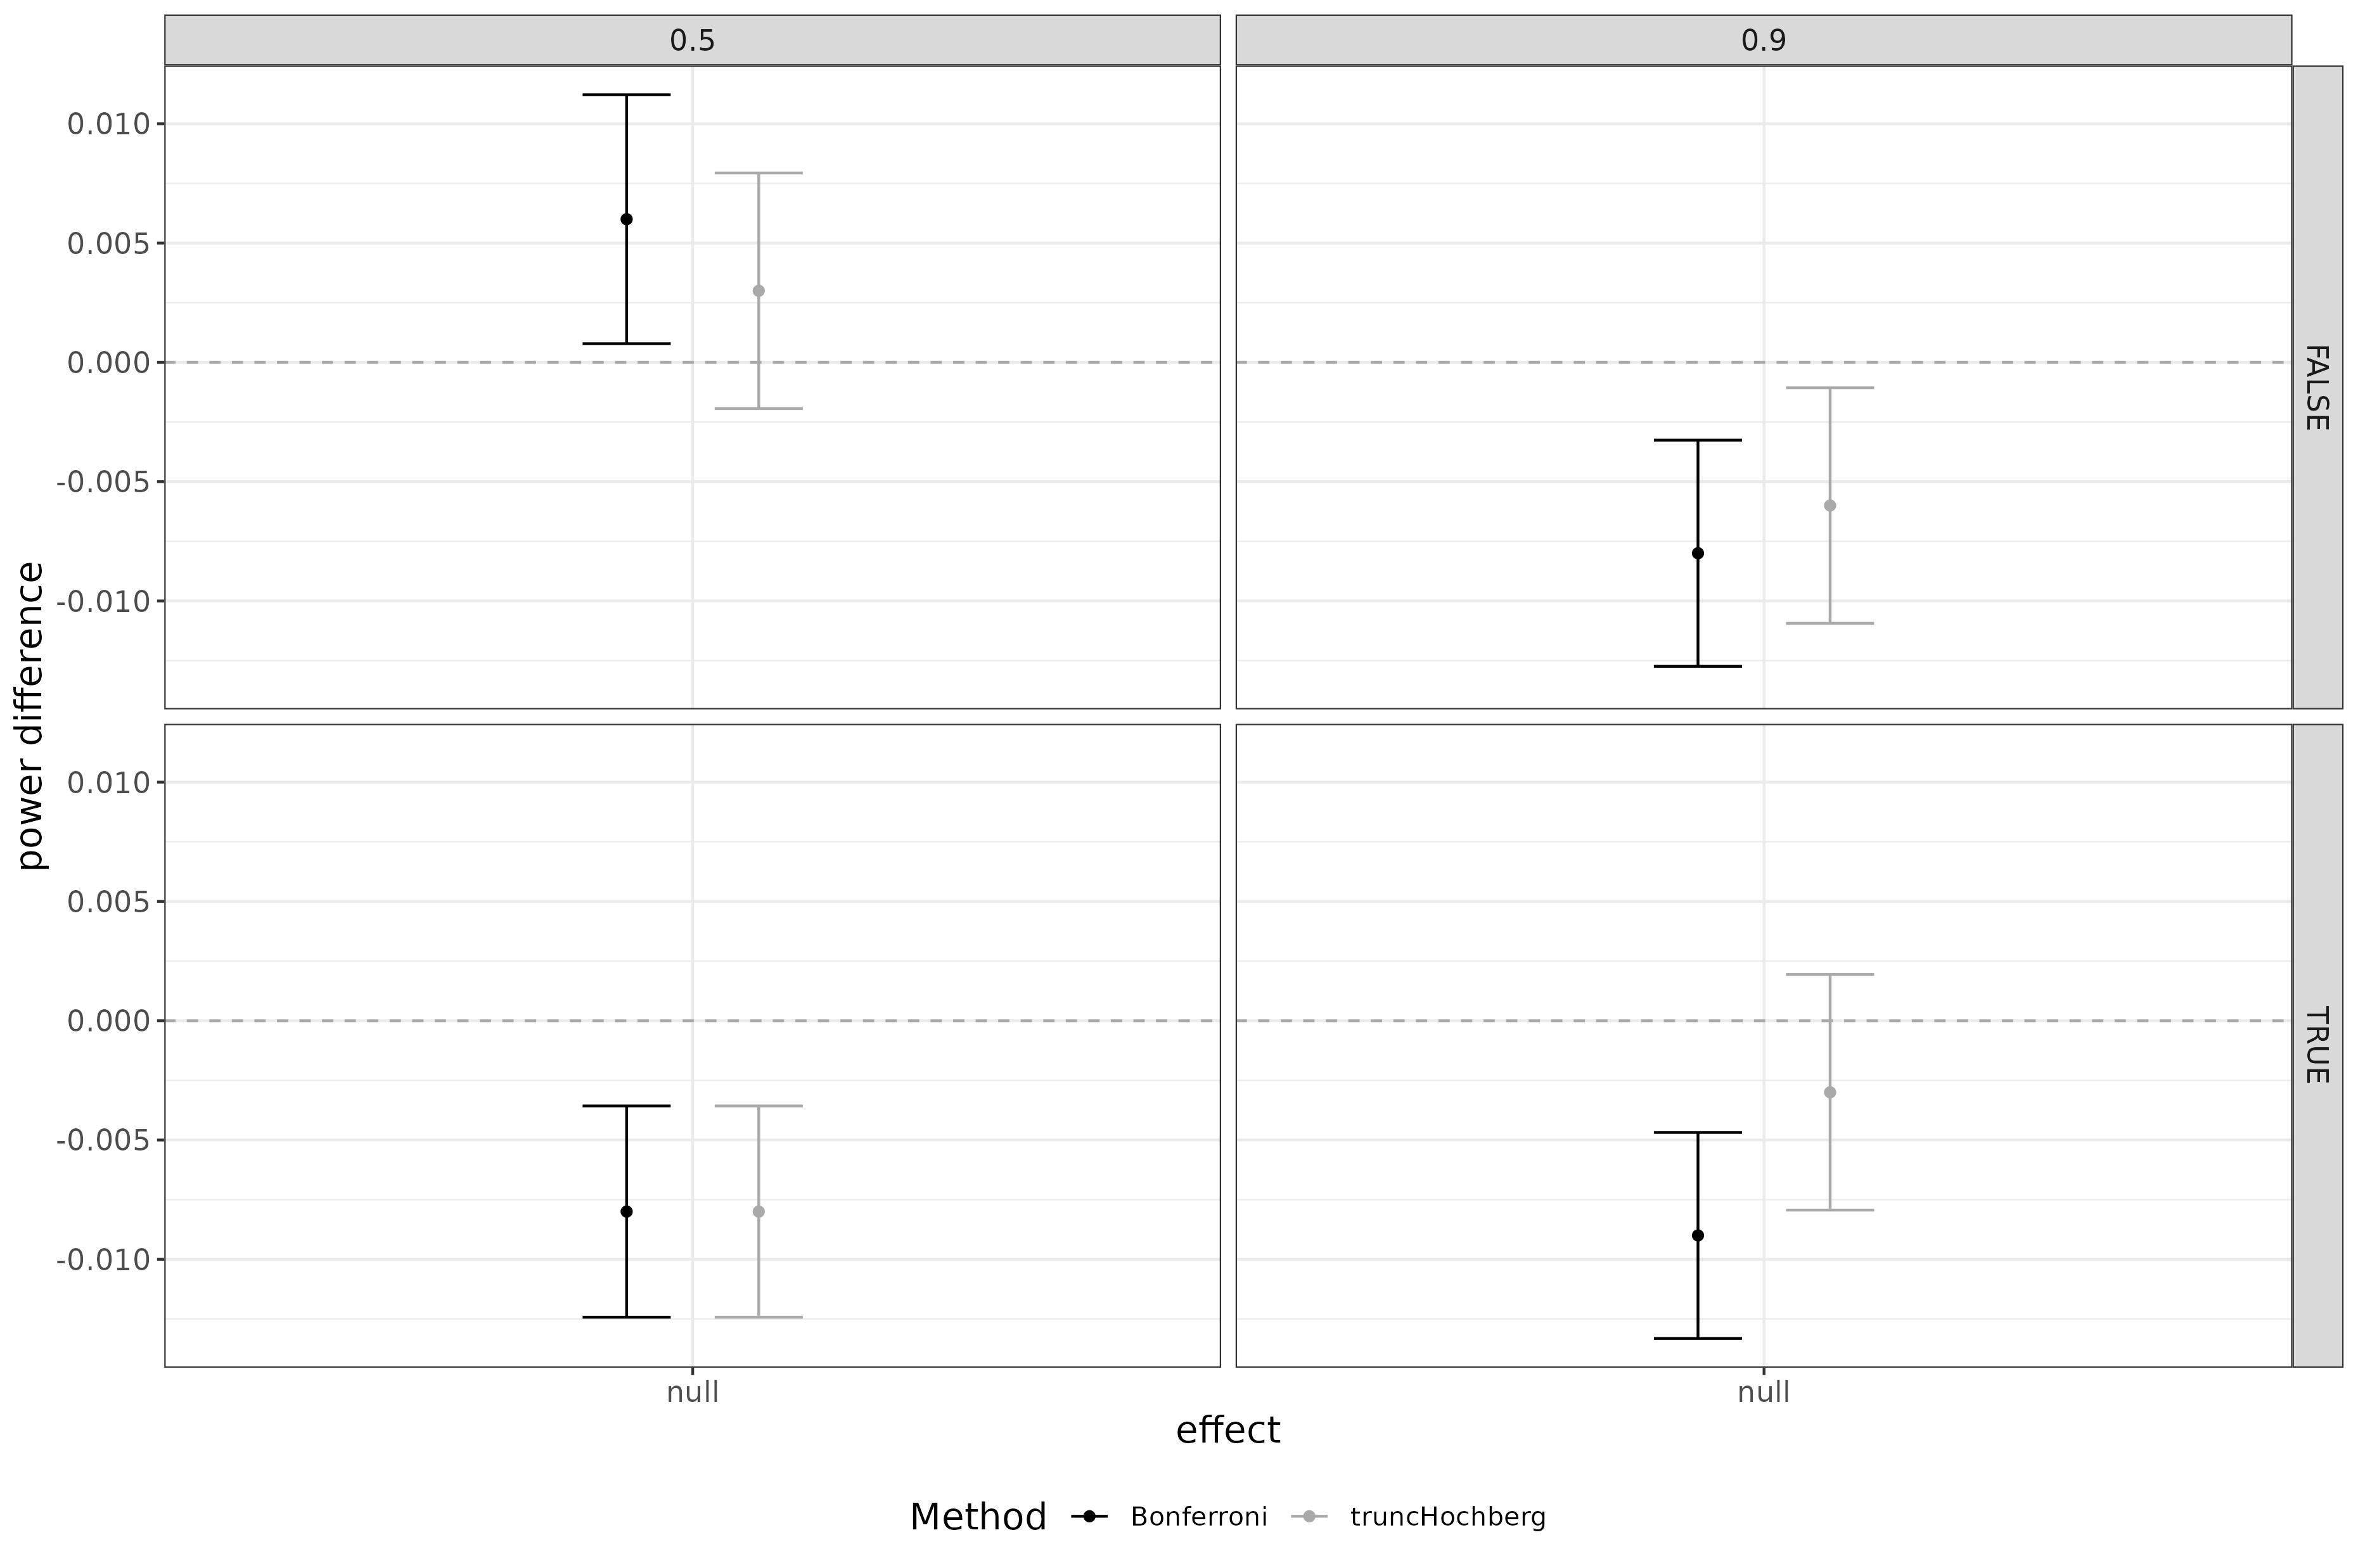 0.5
0.9
0.010
0.005
0.000
-0.005
-0.010
FALSE
power difference
0.010
0.005
0.000
-0.005
-0.010
TRUE
null
null
effect
Method Bonferroni truncHochberg